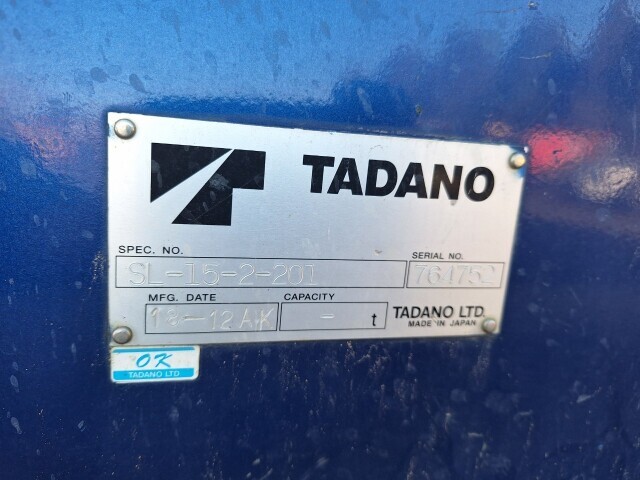 TADANO
SPEC. NO.
SERIAL NO.
SL-15-2-201
MFG. DATE
CAPACITY
-12AK
- t
TADANO LTD.
MADE IN JAPAN
OK
TADANO LTD